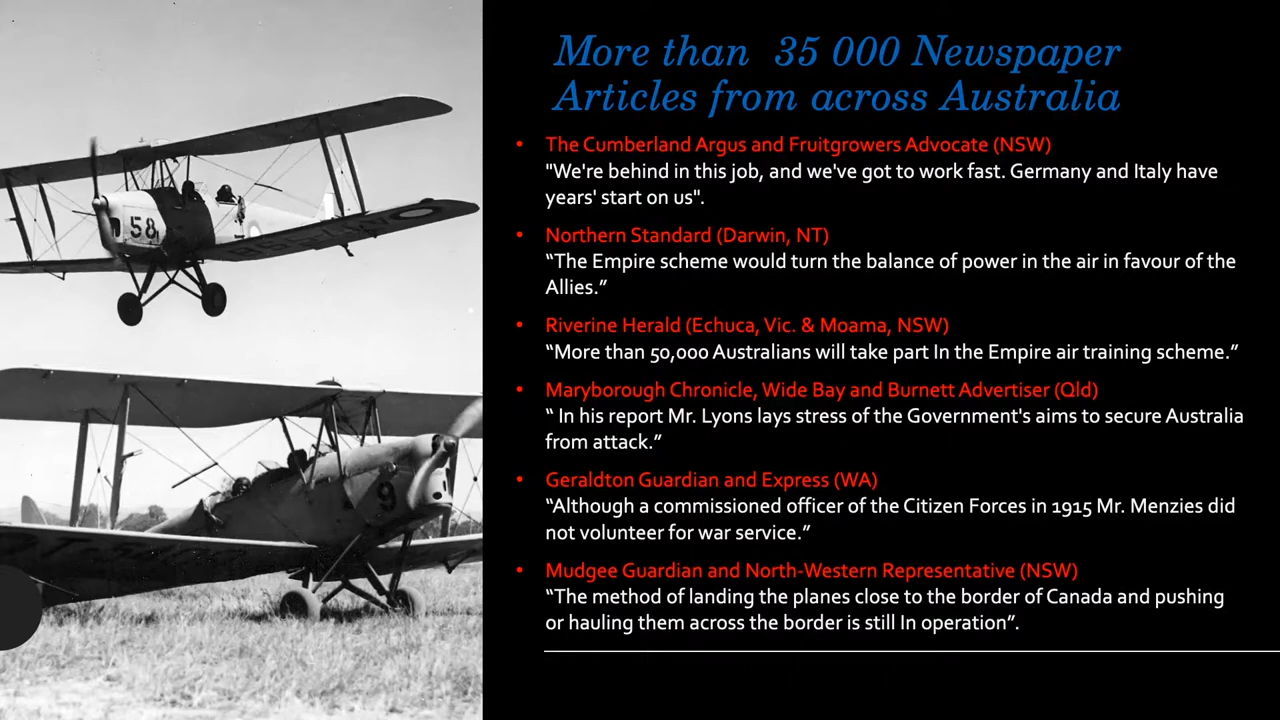 More than 35 000 Newspaper
Articles from across Australia
• The Cumberland Argus and Fruitgrowers Advocate (NSW)
"We're behind in this job, and we've got to work fast. Germany and Italy have
years' start on us".
• Northern Standard (Darwin, NT)
“The Empire scheme would turn the balance of power in the air in favour of the
Allies.”
• Riverine Herald (Echuca, Vic. & Moama, NSW)
“More than 50,000 Australians will take part In the Empire air training scheme.”
• Maryborough Chronicle, Wide Bay and Burnett Advertiser (Qld)
“ In his report Mr. Lyons lays stress of the Government's aims to secure Australia
from attack.”
• Geraldton Guardian and Express (WA)
“Although a commissioned officer of the Citizen Forces in 1915 Mr. Menzies did
not volunteer for war service.”
• Mudgee Guardian and North-Western Representative (NSW)
“The method of landing the planes close to the border of Canada and pushing
or hauling them across the border is still In operation”.
58
9